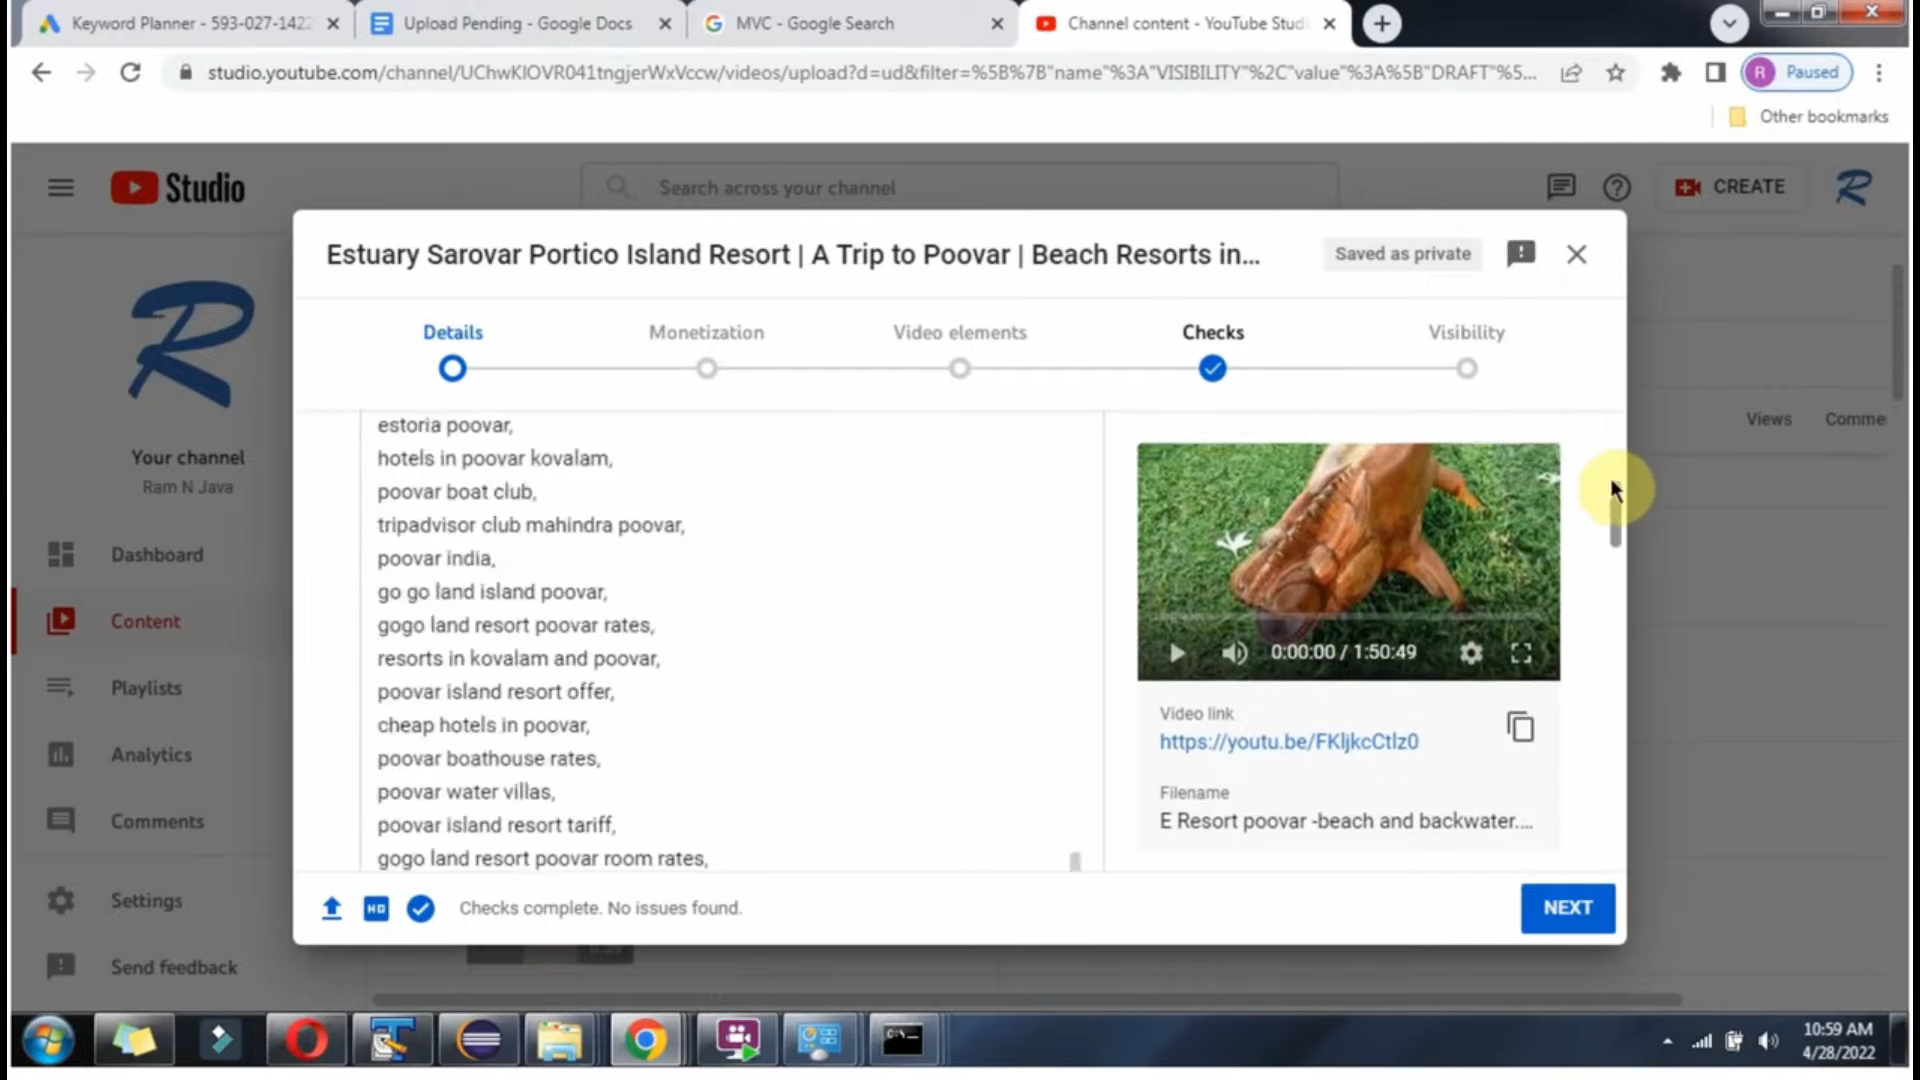 Keyword Planner - 593-027-1422
Upload Pending - Google Docs
MVC - Google Search
Channel content - YouTube Studi
studio.youtube.com/channel/UChwKlOVR041tngjerWxVccw/videos/upload?d=ud&filter=%5B%7B"name"%3A"VISIBILITY"%2C"value"%3A%5B"DRAFT"%5...
R
Paused
Other bookmarks
Studio
Search across your channel
CREATE
Estuary Sarovar Portico Island Resort | A Trip to Poovar | Beach Resorts in...
Saved as private
Details
Monetization
Video elements
Checks
Visibility
Views
Comme
Your channel
Ram N Java
Dashboard
Content
Playlists
Analytics
Comments
Settings
Send feedback
estoria poovar,
hotels in poovar kovalam,
poovar boat club,
tripadvisor club mahindra poovar,
poovar india,
go go land island poovar,
gogo land resort poovar rates,
resorts in kovalam and poovar,
poovar island resort offer,
cheap hotels in poovar,
poovar boathouse rates,
poovar water villas,
poovar island resort tariff,
gogo land resort poovar room rates,
0:00:00 / 1:50:49
Video link
https://youtu.be/FKljkcCtlz0
Filename
E Resort poovar -beach and backwater....
HD
Checks complete. No issues found.
NEXT
10:59 AM
4/28/2022